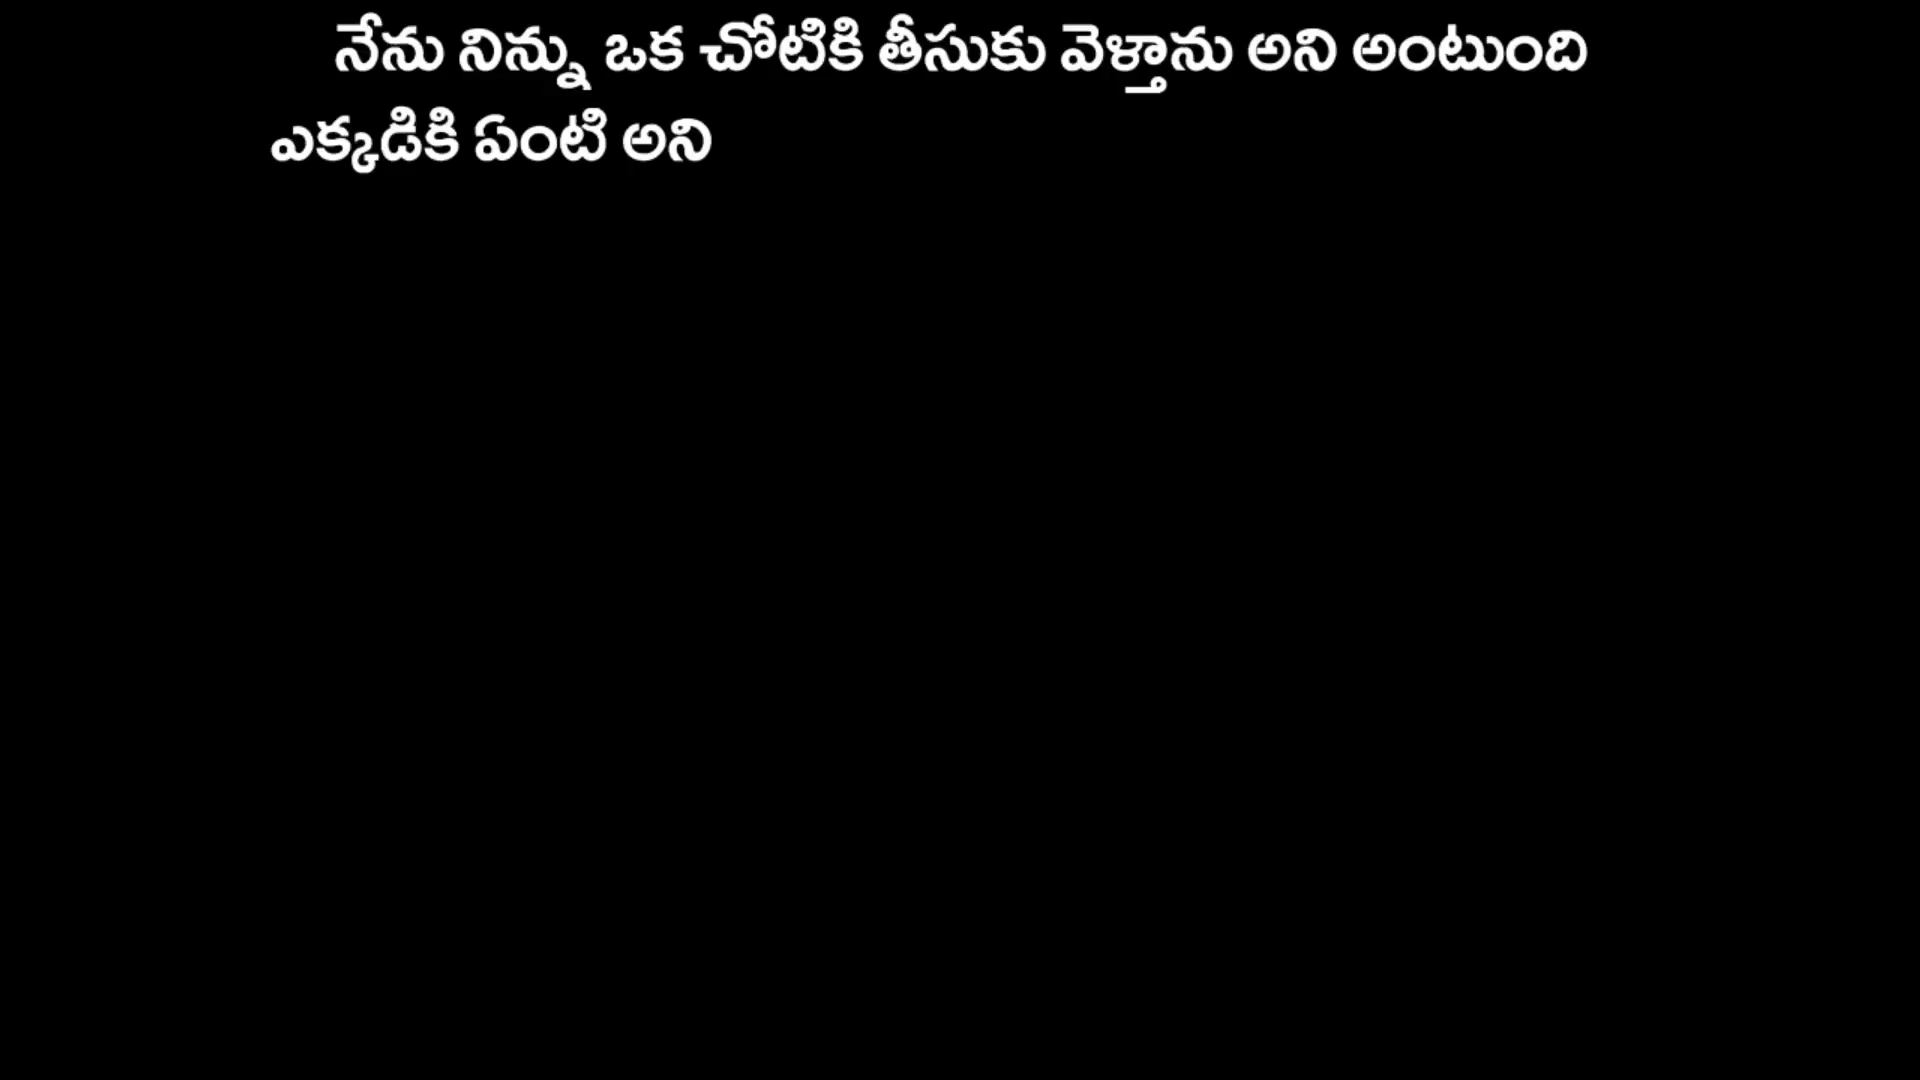 నేను నిన్ను ఒక చోటికి తీసుకు వెళ్తాను అని అంటుంది
ఎక్కడికి ఏంటి అని